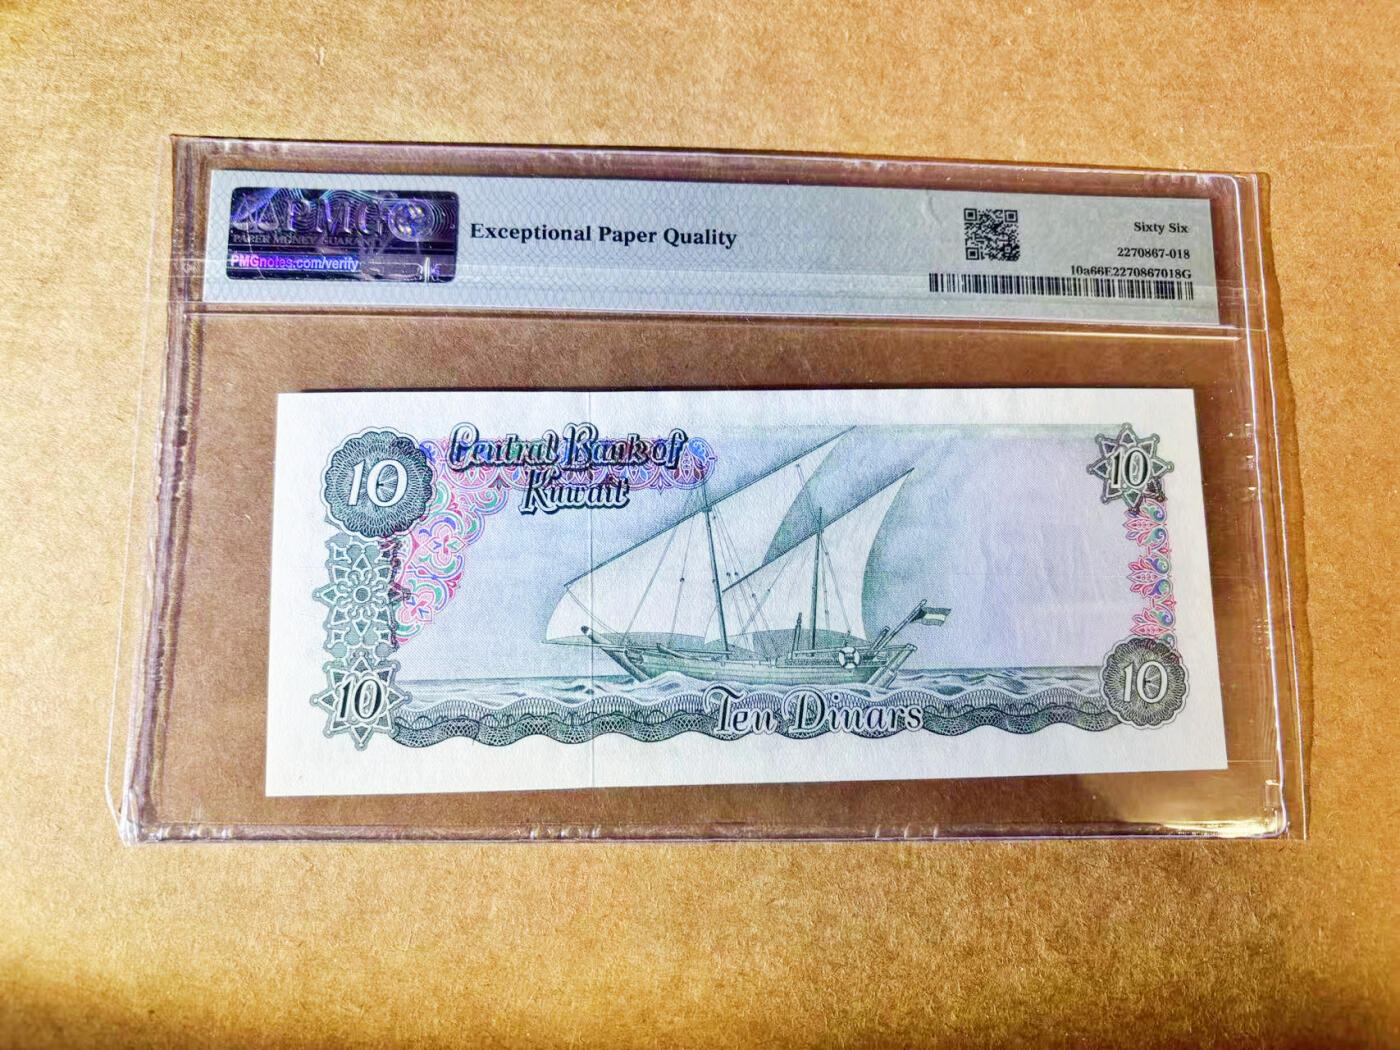 PMG
PAPER MONEY GUARANTY
PMGnotes.com/verify
Exceptional Paper Quality
Sixty Six
2270867-018
10a66E2270867018G
10
Central Bank of
Kuwait
10
10
Ten Dinars
10